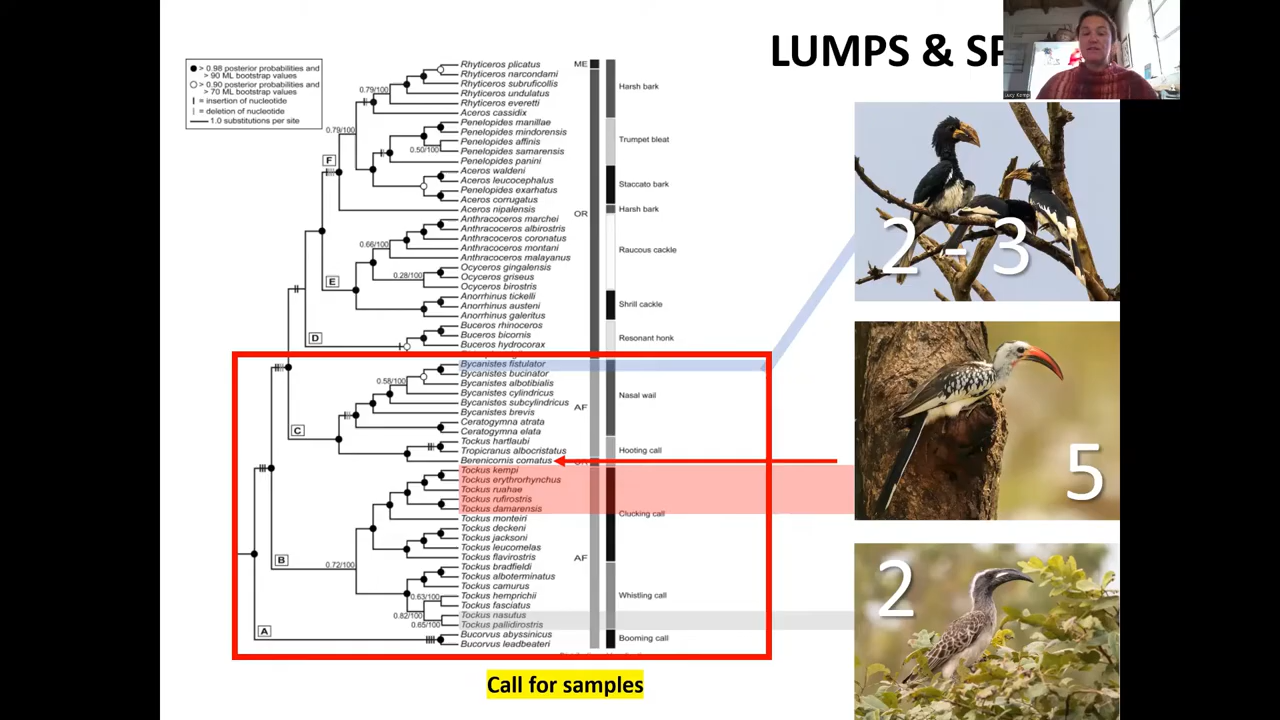 LUMPS & SP
Lucy Kemp
> 0.98 posterior probabilities and
> 90 ML bootstrap values
> 0.90 posterior probabilities and
> 70 ML bootstrap values
= insertion of nucleotide
= deletion of nucleotide
1.0 substitutions per site
ME
OR
AF
AF
0.79/100
0.79/100
0.50/100
0.66/100
0.28/100
0.58/100
0.72/100
0.63/100
0.82/100
0.65/100
F
E
D
C
B
A
Rhyticeros plicatus
Rhyticeros narcondami
Rhyticeros subruficollis
Rhyticeros undulatus
Rhyticeros everetti
Aceros cassidix
Penelopides manillae
Penelopides mindorensis
Penelopides affinis
Penelopides samarensis
Penelopides panini
Aceros waldeni
Aceros leucocephalus
Penelopides exarhatus
Aceros corrugatus
Aceros nipalensis
Anthracoceros marchei
Anthracoceros albirostris
Anthracoceros coronatus
Anthracoceros montani
Anthracoceros malayanus
Ocyceros gingalensis
Ocyceros griseus
Ocyceros birostris
Anorrhinus tickelli
Anorrhinus austeni
Anorrhinus galeritus
Buceros rhinoceros
Buceros bicornis
Buceros hydrocorax
Bycanistes fistulator
Bycanistes bucinator
Bycanistes albotibialis
Bycanistes cylindricus
Bycanistes subcylindricus
Bycanistes brevis
Ceratogymna atrata
Ceratogymna elata
Tockus hartlaubi
Tropicranus albocristatus
Berenicornis comatus
Tockus kempi
Tockus erythrorhynchus
Tockus ruahae
Tockus rufirostris
Tockus damarensis
Tockus monteiri
Tockus deckeni
Tockus jacksoni
Tockus leucomelas
Tockus flavirostris
Tockus bradfieldi
Tockus alboterminatus
Tockus camurus
Tockus hemprichii
Tockus fasciatus
Tockus nasutus
Tockus pallidirostris
Bucorvus abyssinicus
Bucorvus leadbeateri
Harsh bark
Trumpet bleat
Staccato bark
Harsh bark
Raucous cackle
Shrill cackle
Resonant honk
Nasal wail
Hooting call
Clucking call
Whistling call
Booming call
2 - 3
5
2
Call for samples